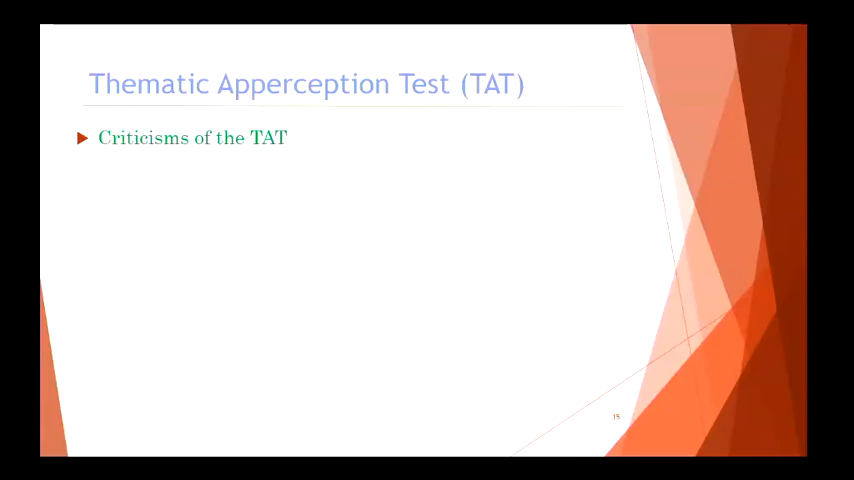 Thematic Apperception Test (TAT)
Criticisms of the TAT
15